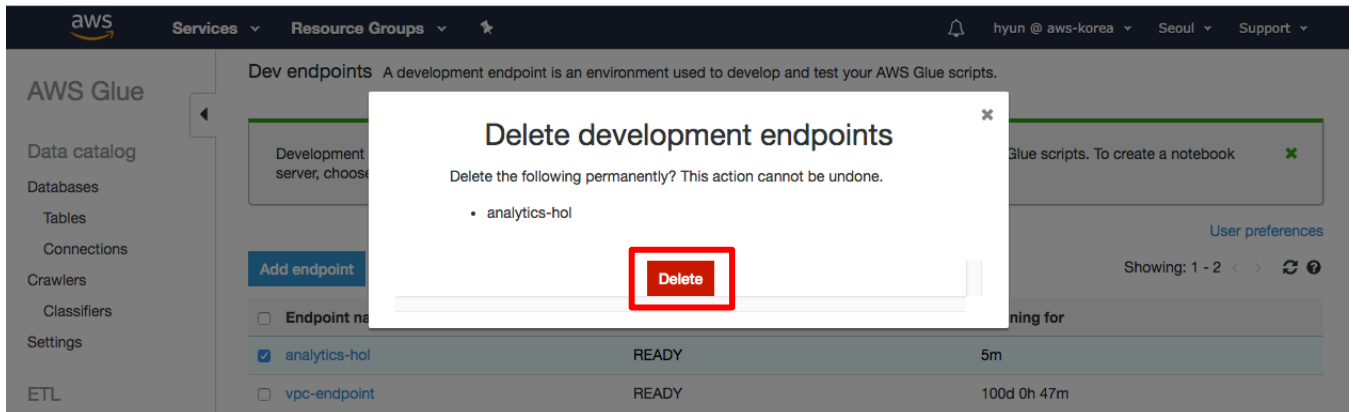 aws Services Resource Groups hyun @ aws-korea Seoul Support
AWS Glue
Data catalog
Databases
Tables
Connections
Crawlers
Classifiers
Settings
ETL
Dev endpoints A development endpoint is an environment used to develop and test your AWS Glue scripts.
Development Glue scripts. To create a notebook
server, choose
Delete development endpoints
Delete the following permanently? This action cannot be undone.
• analytics-hol
Delete
User preferences
Add endpoint Showing: 1 - 2 < >
Endpoint na ning for
analytics-hol READY 5m
vpc-endpoint READY 100d 0h 47m